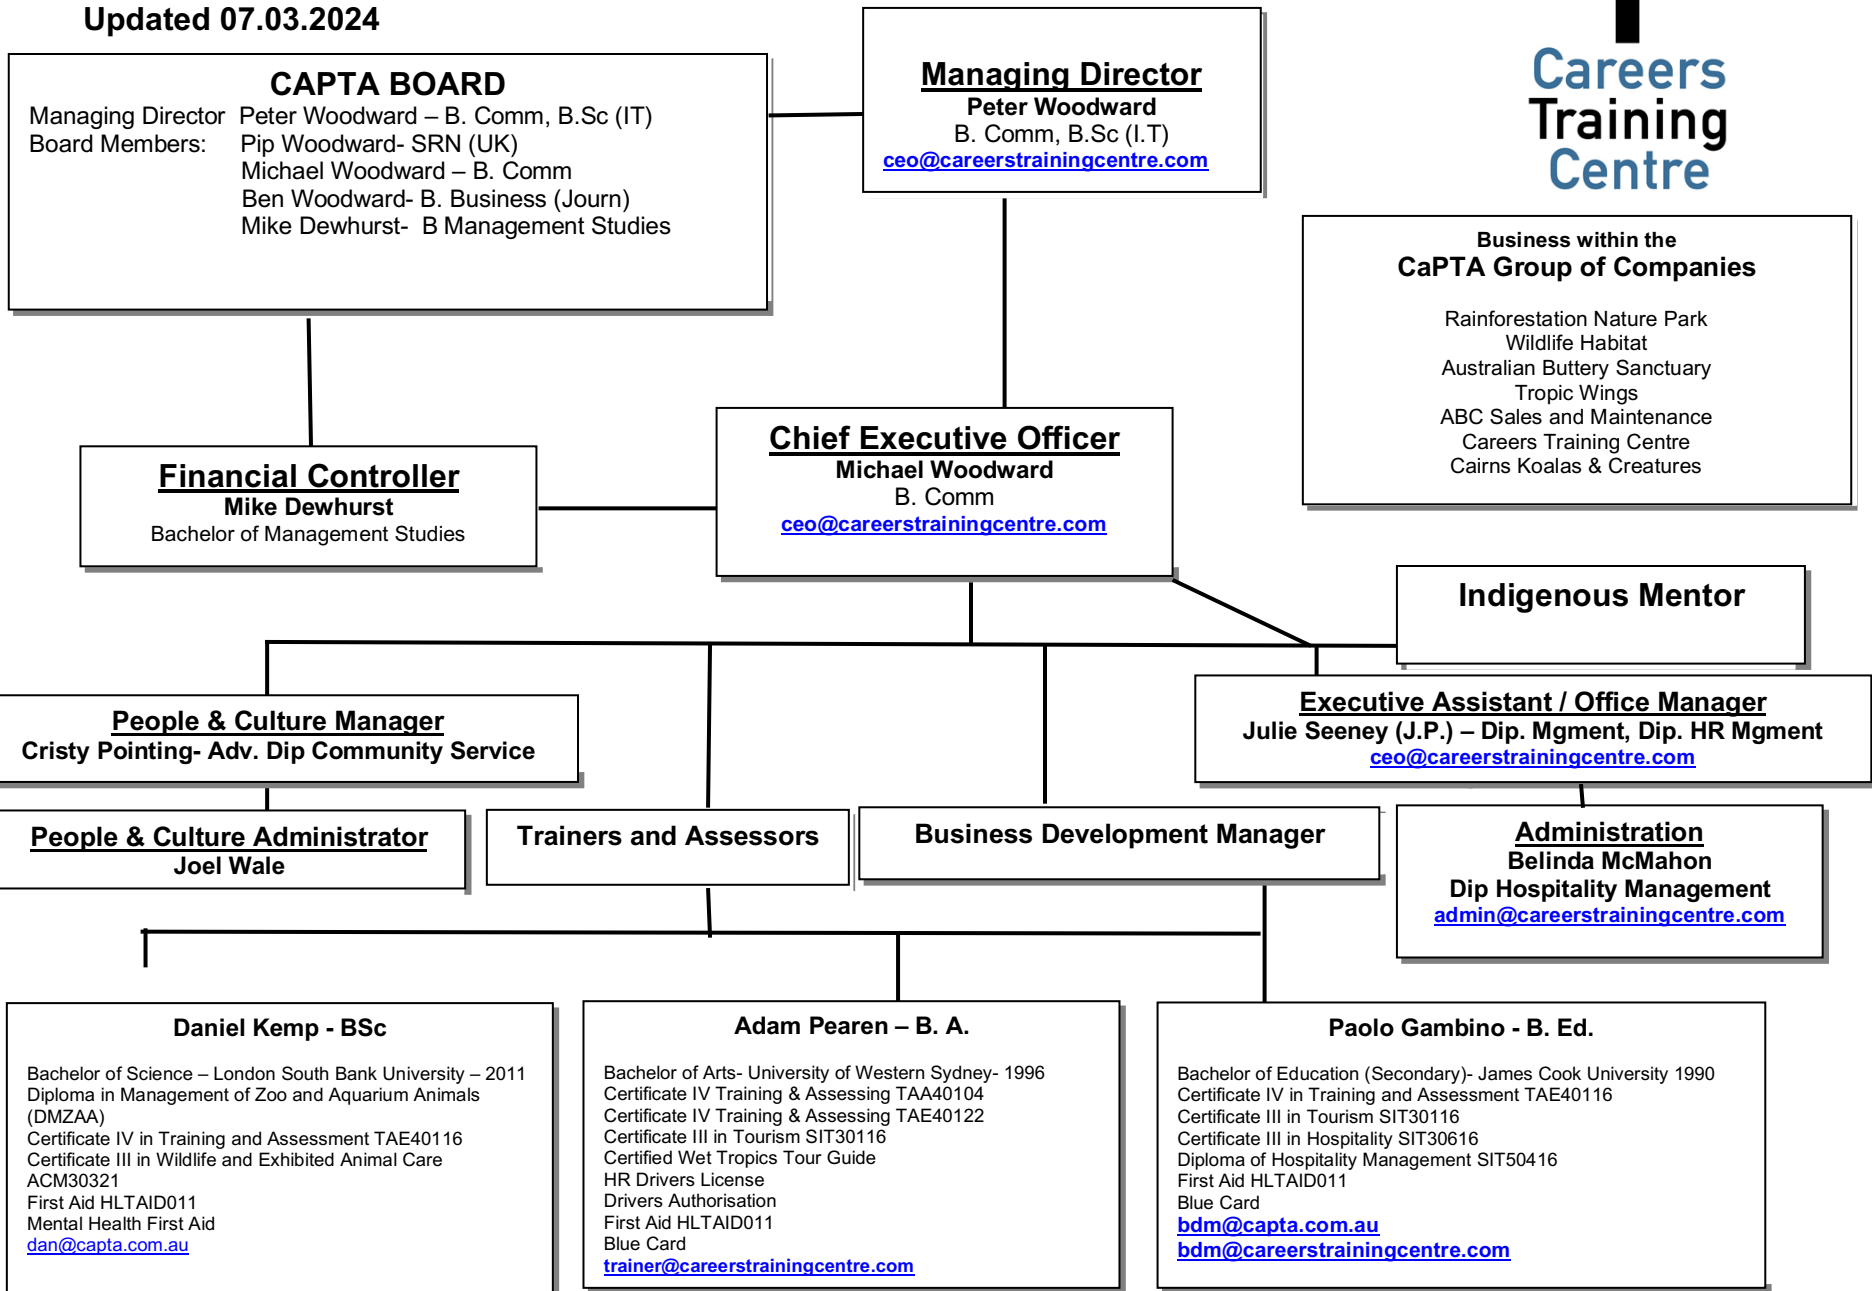 Updated 07.03.2024
CAPTA BOARD
Managing Director Peter Woodward – B. Comm, B.Sc (IT)
Board Members: Pip Woodward- SRN (UK)
Michael Woodward – B. Comm
Ben Woodward- B. Business (Journ)
Mike Dewhurst- B Management Studies
Managing Director
Peter Woodward
B. Comm, B.Sc (I.T)
ceo@careerstrainingcentre.com
Careers
Training
Centre
Business within the
CaPTA Group of Companies
Rainforestation Nature Park
Wildlife Habitat
Australian Buttery Sanctuary
Tropic Wings
ABC Sales and Maintenance
Careers Training Centre
Cairns Koalas & Creatures
Financial Controller
Mike Dewhurst
Bachelor of Management Studies
Chief Executive Officer
Michael Woodward
B. Comm
ceo@careerstrainingcentre.com
Indigenous Mentor
People & Culture Manager
Cristy Pointing- Adv. Dip Community Service
Executive Assistant / Office Manager
Julie Seeney (J.P.) – Dip. Mgment, Dip. HR Mgment
ceo@careerstrainingcentre.com
People & Culture Administrator
Joel Wale
Trainers and Assessors
Business Development Manager
Administration
Belinda McMahon
Dip Hospitality Management
admin@careerstrainingcentre.com
Daniel Kemp - BSc
Bachelor of Science – London South Bank University – 2011
Diploma in Management of Zoo and Aquarium Animals
(DMZAA)
Certificate IV in Training and Assessment TAE40116
Certificate III in Wildlife and Exhibited Animal Care
ACM30321
First Aid HLTAID011
Mental Health First Aid
dan@capta.com.au
Adam Pearen – B. A.
Bachelor of Arts- University of Western Sydney- 1996
Certificate IV Training & Assessing TAA40104
Certificate IV Training & Assessing TAE40122
Certificate III in Tourism SIT30116
Certified Wet Tropics Tour Guide
HR Drivers License
Drivers Authorisation
First Aid HLTAID011
Blue Card
trainer@careerstrainingcentre.com
Paolo Gambino - B. Ed.
Bachelor of Education (Secondary)- James Cook University 1990
Certificate IV in Training and Assessment TAE40116
Certificate III in Tourism SIT30116
Certificate III in Hospitality SIT30616
Diploma of Hospitality Management SIT50416
First Aid HLTAID011
Blue Card
bdm@capta.com.au
bdm@careerstrainingcentre.com